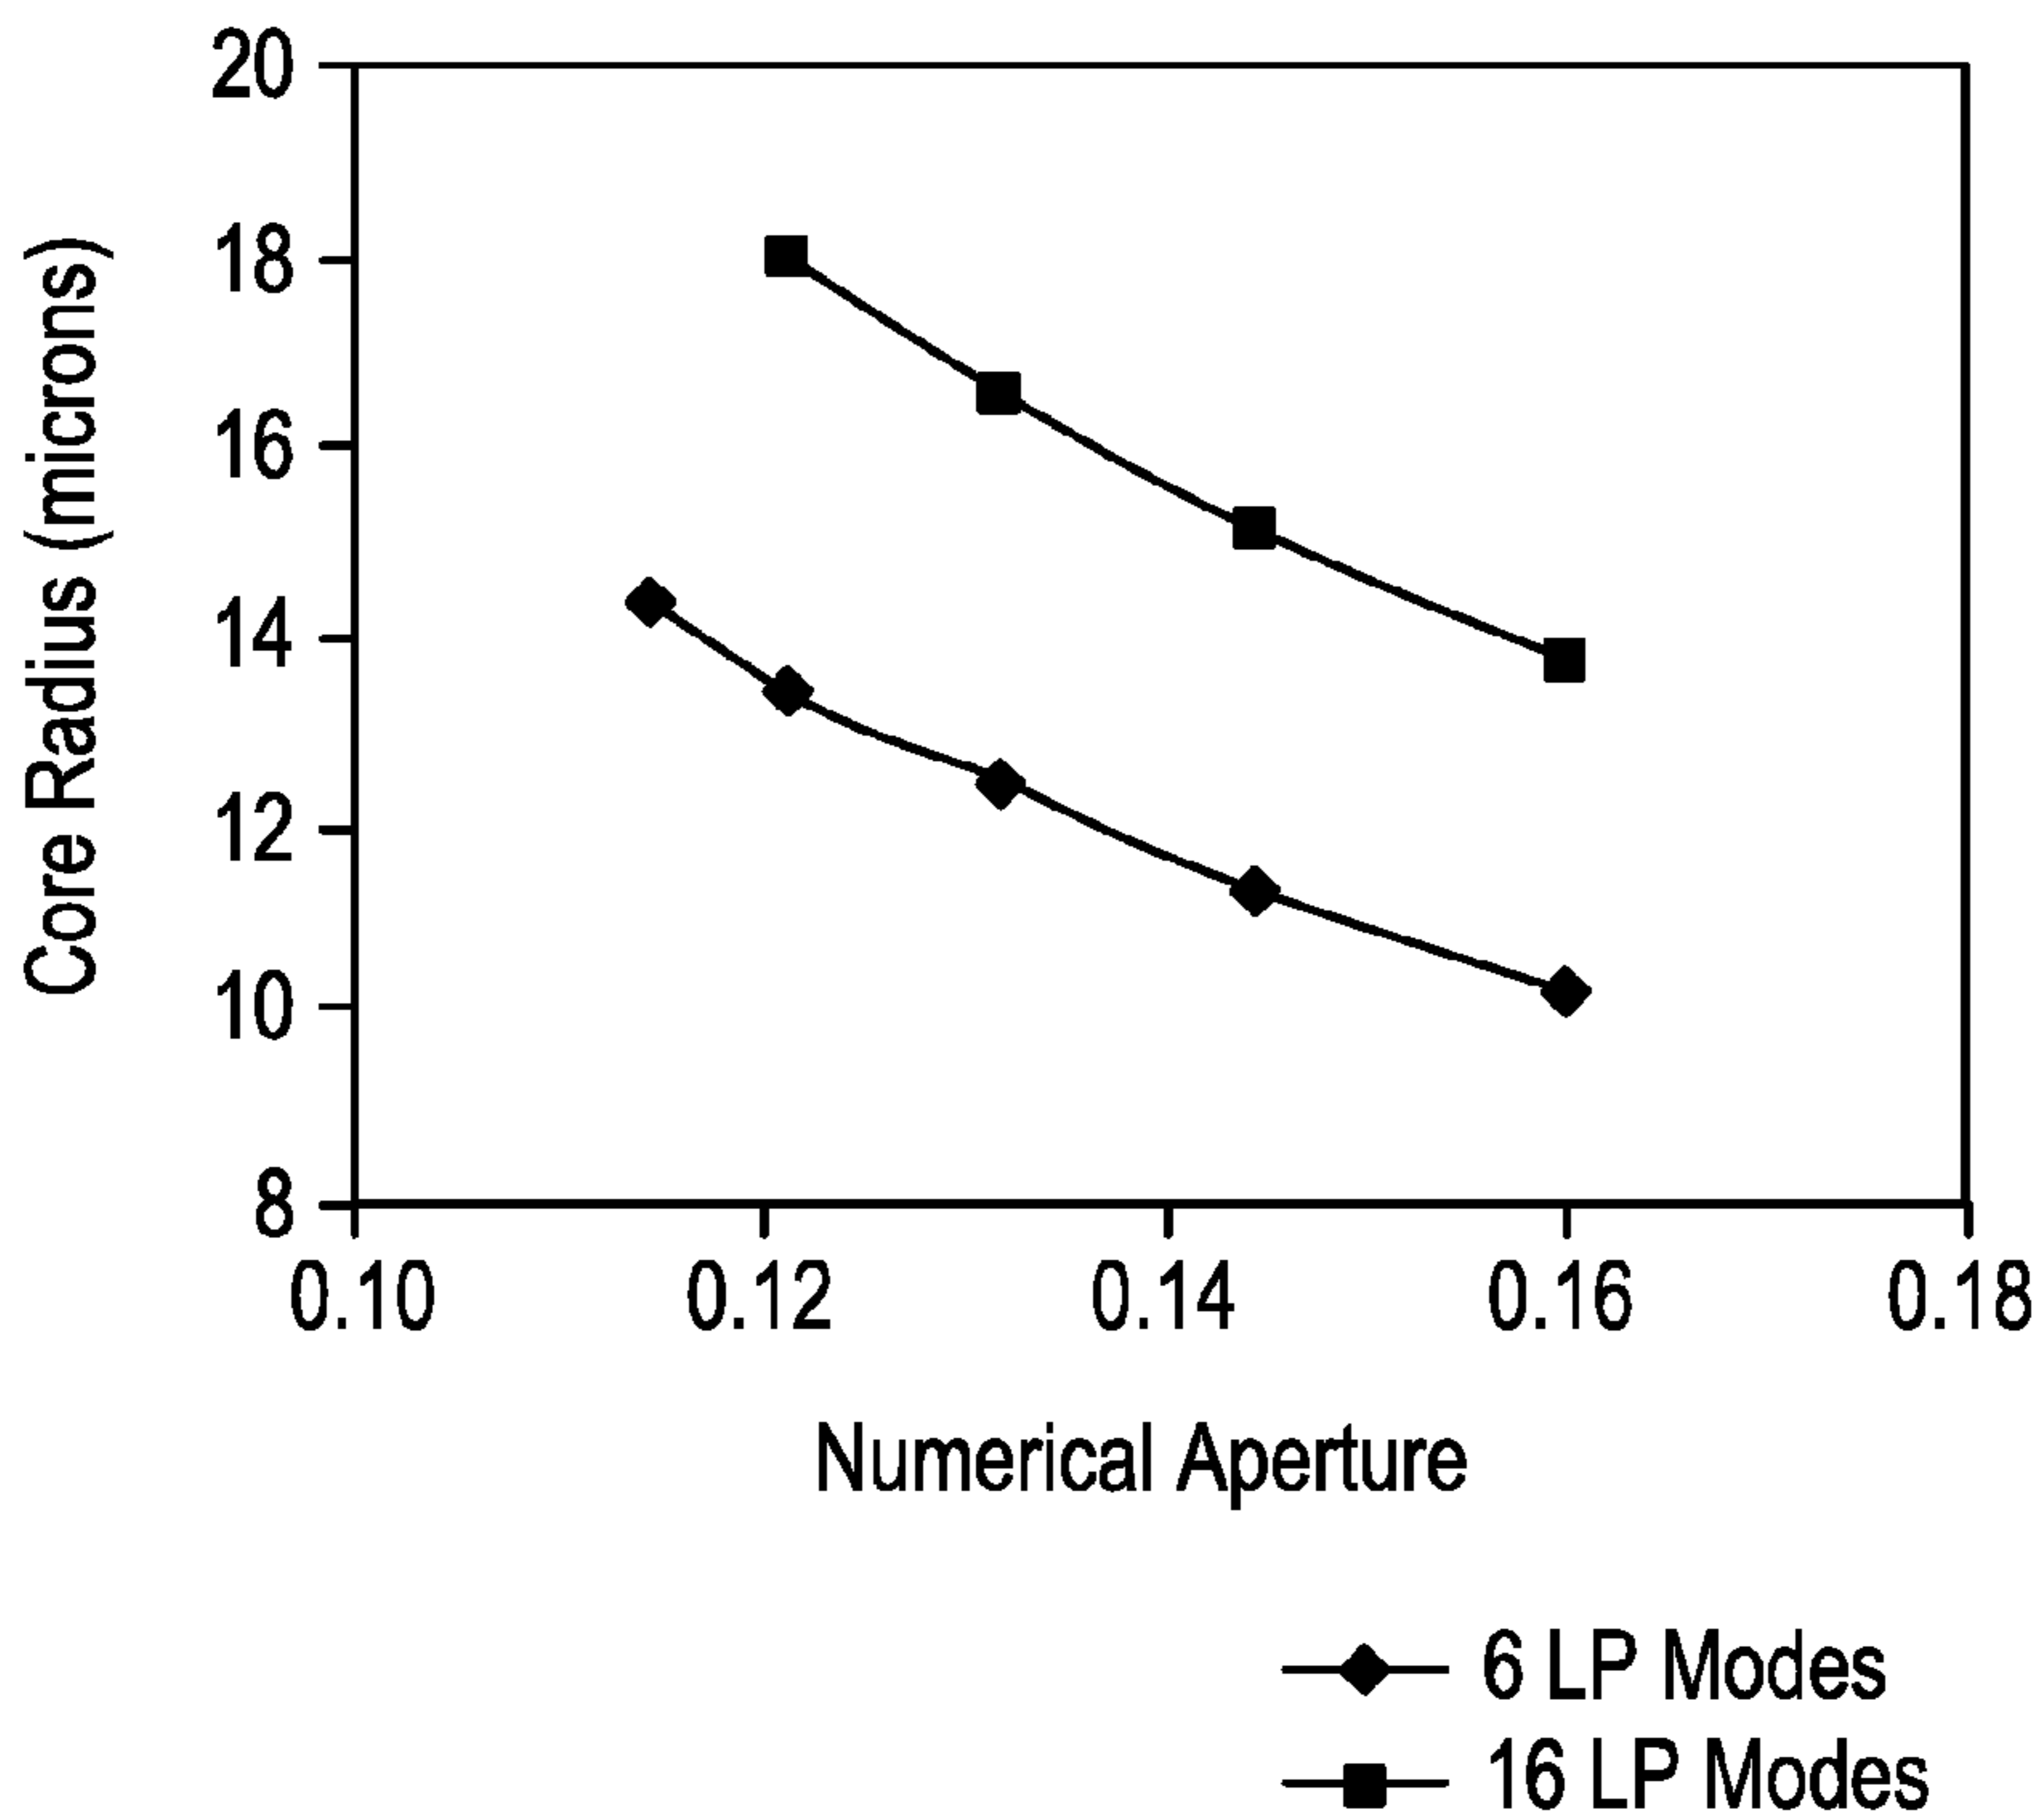 20
18
16
14
12
10
8
Core Radius (microns)
0.10 0.12 0.14 0.16 0.18
Numerical Aperture
6 LP Modes
16 LP Modes